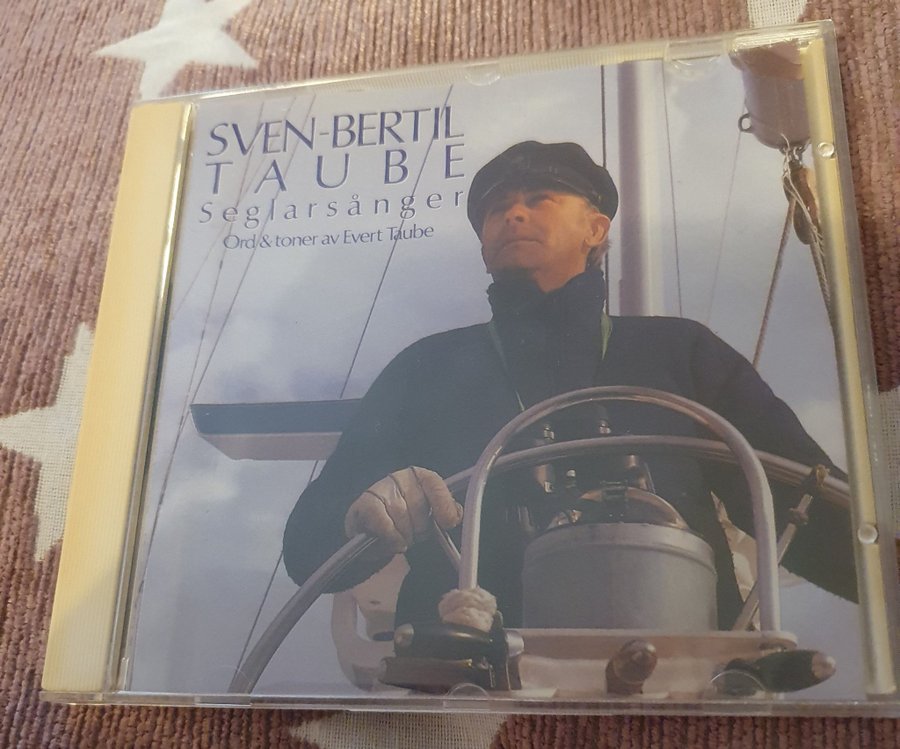 SVEN-BERTIL
TAUBE
Seglarsånger
Ord & toner av Evert Taube